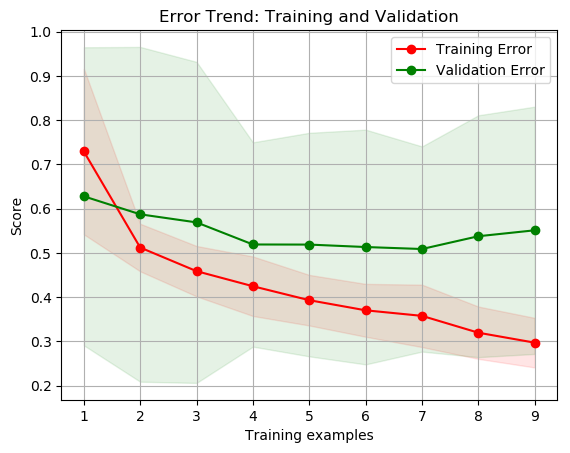 Error Trend: Training and Validation
Training Error
Validation Error
1.0
0.9
0.8
0.7
0.6
0.5
0.4
0.3
0.2
Score
1 2 3 4 5 6 7 8 9
Training examples